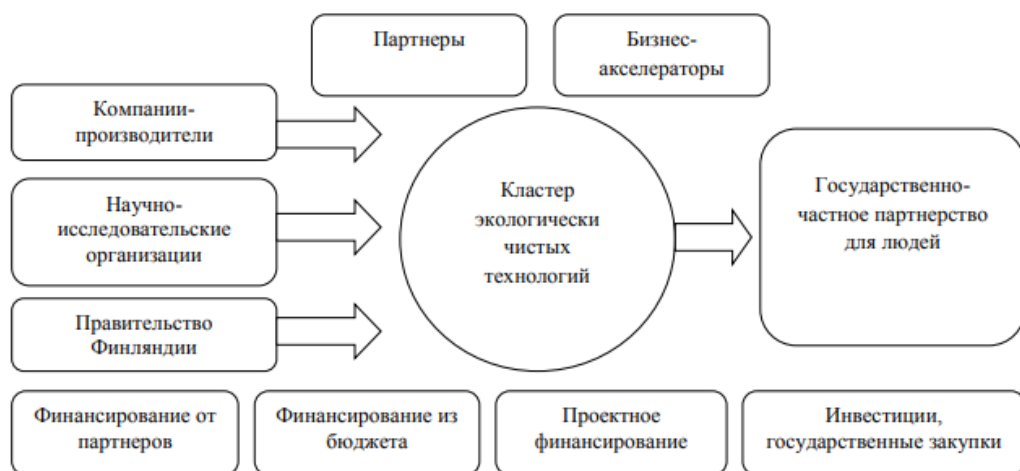 Партнеры
Бизнес-
акселераторы
Компании-
производители
Научно-
исследовательские
организации
Правительство
Финляндии
Кластер
экологически
чистых
технологий
Государственно-
частное партнерство
для людей
Финансирование от
партнеров
Финансирование из
бюджета
Проектное
финансирование
Инвестиции,
государственные закупки